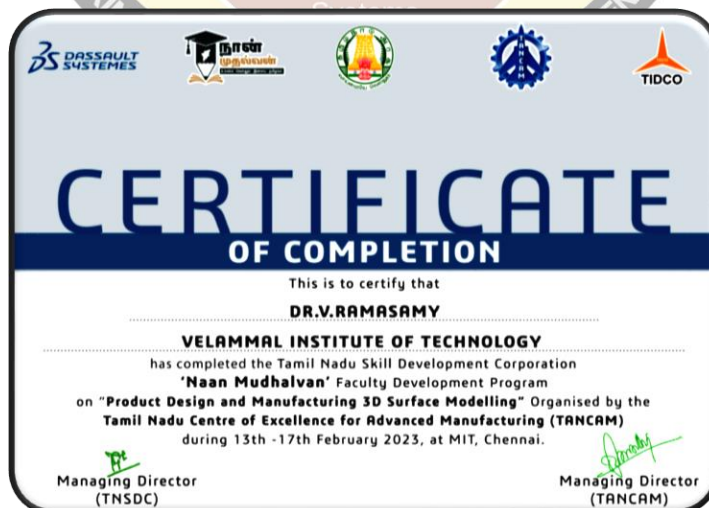 Systems
DASSAULT
SYSTEMES
நான்
முதல்வன்
TANCAM
TIDCO
CERTIFICATE
OF COMPLETION
This is to certify that
DR.V.RAMASAMY
VELAMMAL INSTITUTE OF TECHNOLOGY
has completed the Tamil Nadu Skill Development Corporation
'Naan Mudhalvan' Faculty Development Program
on "Product Design and Manufacturing 3D Surface Modelling" Organised by the
Tamil Nadu Centre of Excellence for Advanced Manufacturing (TANCAM)
during 13th -17th February 2023, at MIT, Chennai.
Managing Director
(TNSDC)
Managing Director
(TANCAM)